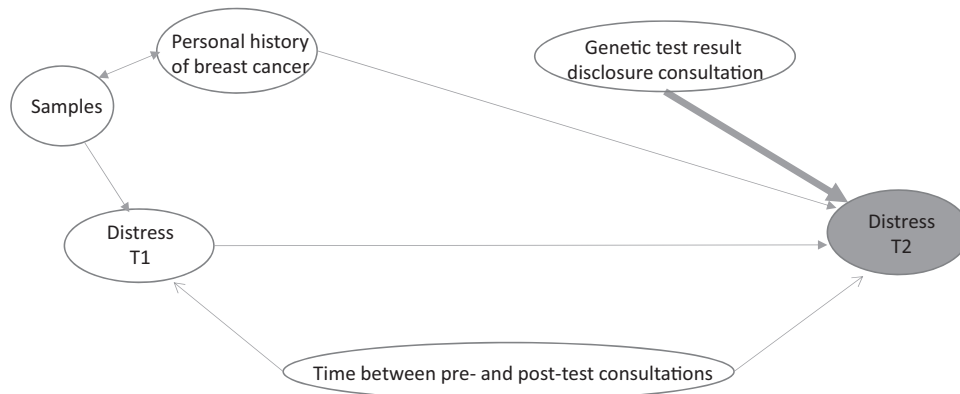 Personal history
of breast cancer
Genetic test result
disclosure consultation
Samples
Distress
T1
Distress
T2
Time between pre- and post-test consultations